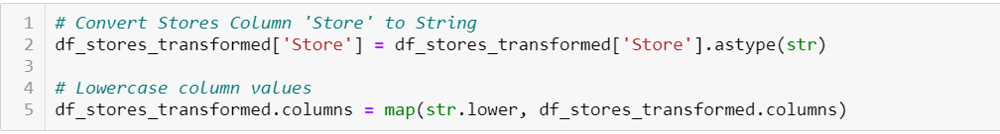 1 # Convert Stores Column 'Store' to String
2 df_stores_transformed['Store'] = df_stores_transformed['Store'].astype(str)
3
4 # Lowercase column values
5 df_stores_transformed.columns = map(str.lower, df_stores_transformed.columns)